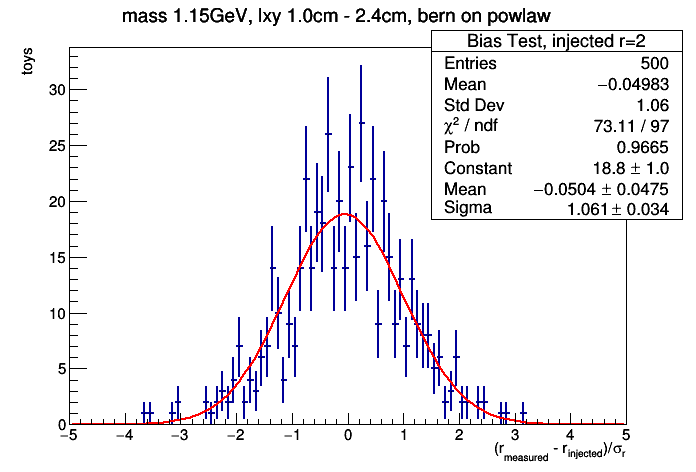 mass 1.15GeV, lxy 1.0cm - 2.4cm, bern on powlaw
toys
Bias Test, injected r=2
Entries 500
Mean −0.04983
Std Dev 1.06
χ² / ndf 73.11 / 97
Prob 0.9665
Constant 18.8 ± 1.0
Mean −0.0504 ± 0.0475
Sigma 1.061 ± 0.034
30
25
20
15
10
5
0
−5 −4 −3 −2 −1 0 1 2 3 4 5
(r_measured - r_injected)/σ_r